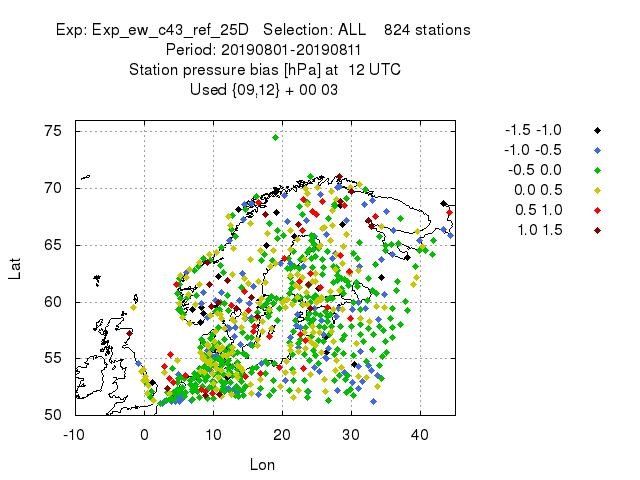 Exp: Exp_ew_c43_ref_25D Selection: ALL 824 stations
Period: 20190801-20190811
Station pressure bias [hPa] at 12 UTC
Used {09,12} + 00 03
75
70
65
60
55
50
-10 0 10 20 30 40
Lat
Lon
-1.5 -1.0
-1.0 -0.5
-0.5 0.0
0.0 0.5
0.5 1.0
1.0 1.5